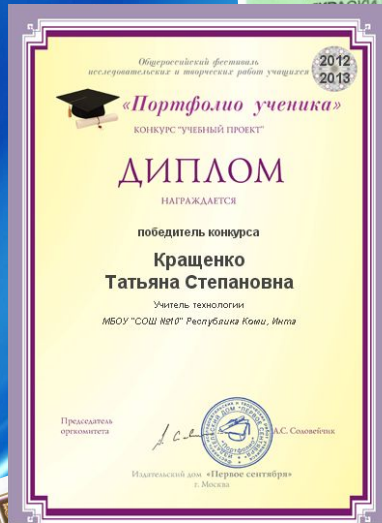 Общероссийский фестиваль
исследовательских и творческих работ учащихся
2012
2013
«Портфолио ученика»
КОНКУРС "УЧЕБНЫЙ ПРОЕКТ"
ДИПЛОМ
НАГРАЖДАЕТСЯ
победитель конкурса
Кращенко
Татьяна Степановна
Учитель технологии
МБОУ "СОШ №10" Республика Коми, Инта
Председатель
оргкомитета
А.С. Соловейчик
Издательский дом «Первое сентября»
г. Москва